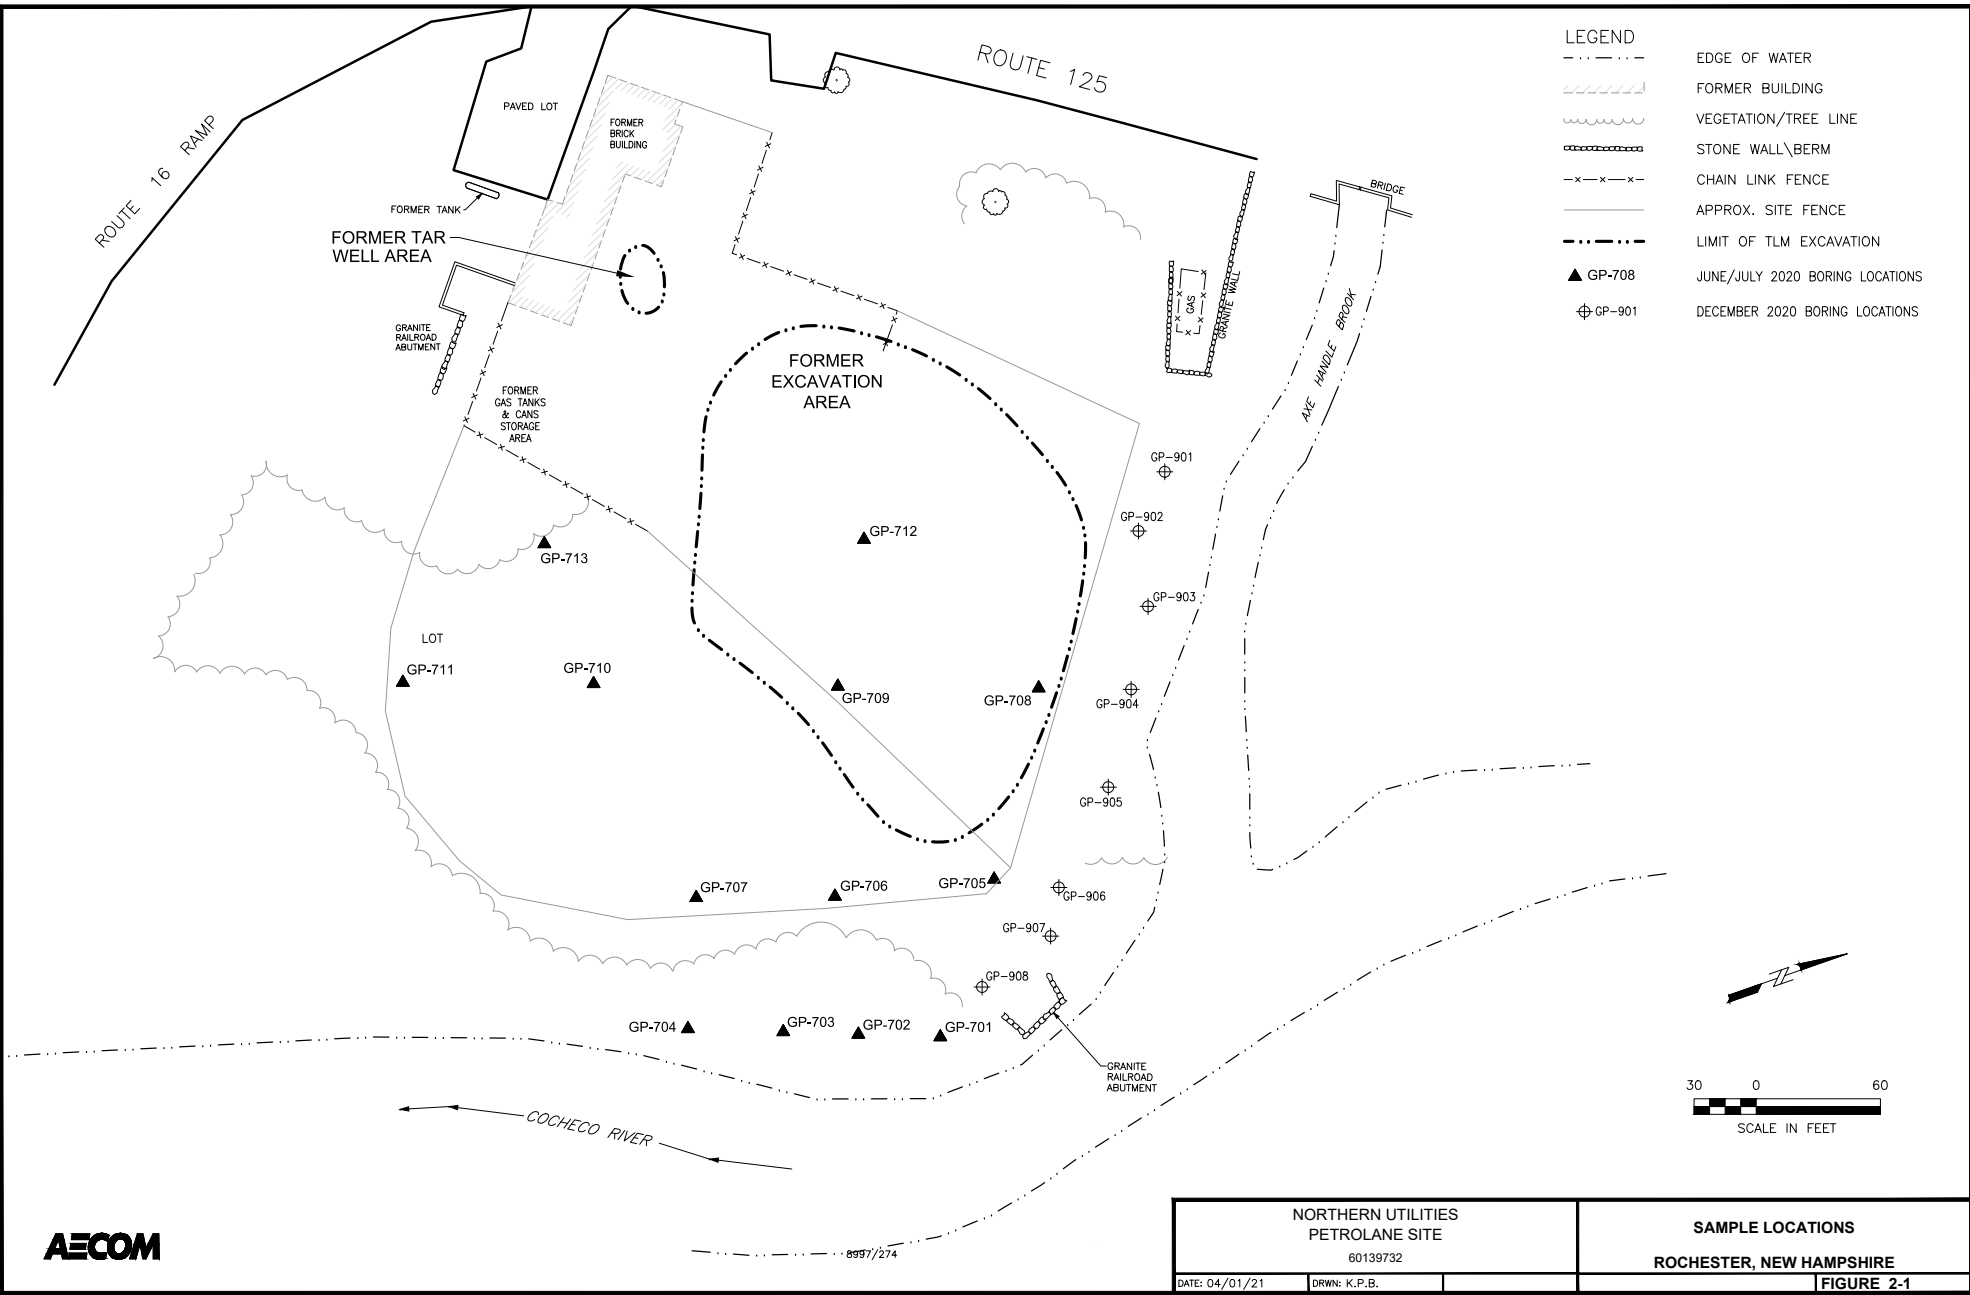 ROUTE 125
ROUTE 16 RAMP
PAVED LOT
FORMER
BRICK
BUILDING
FORMER TANK
FORMER TAR
WELL AREA
GRANITE
RAILROAD
ABUTMENT
FORMER
GAS TANKS
& CANS
STORAGE
AREA
FORMER
EXCAVATION
AREA
GAS
GRANITE WALL
BRIDGE
AXE HANDLE BROOK
LEGEND
EDGE OF WATER
FORMER BUILDING
VEGETATION/TREE LINE
STONE WALL\BERM
CHAIN LINK FENCE
APPROX. SITE FENCE
LIMIT OF TLM EXCAVATION
GP-708 JUNE/JULY 2020 BORING LOCATIONS
GP-901 DECEMBER 2020 BORING LOCATIONS
GP-901
GP-902
GP-712
GP-713
GP-903
LOT
GP-711
GP-710
GP-709
GP-708
GP-904
GP-905
GP-707
GP-706
GP-705
GP-906
GP-907
GP-908
GP-704
GP-703
GP-702
GP-701
GRANITE
RAILROAD
ABUTMENT
COCHECO RIVER
N
30 0 60
SCALE IN FEET
AECOM
8997/274
NORTHERN UTILITIES
PETROLANE SITE
60139732
DATE: 04/01/21
DRWN: K.P.B.
SAMPLE LOCATIONS
ROCHESTER, NEW HAMPSHIRE
FIGURE 2-1